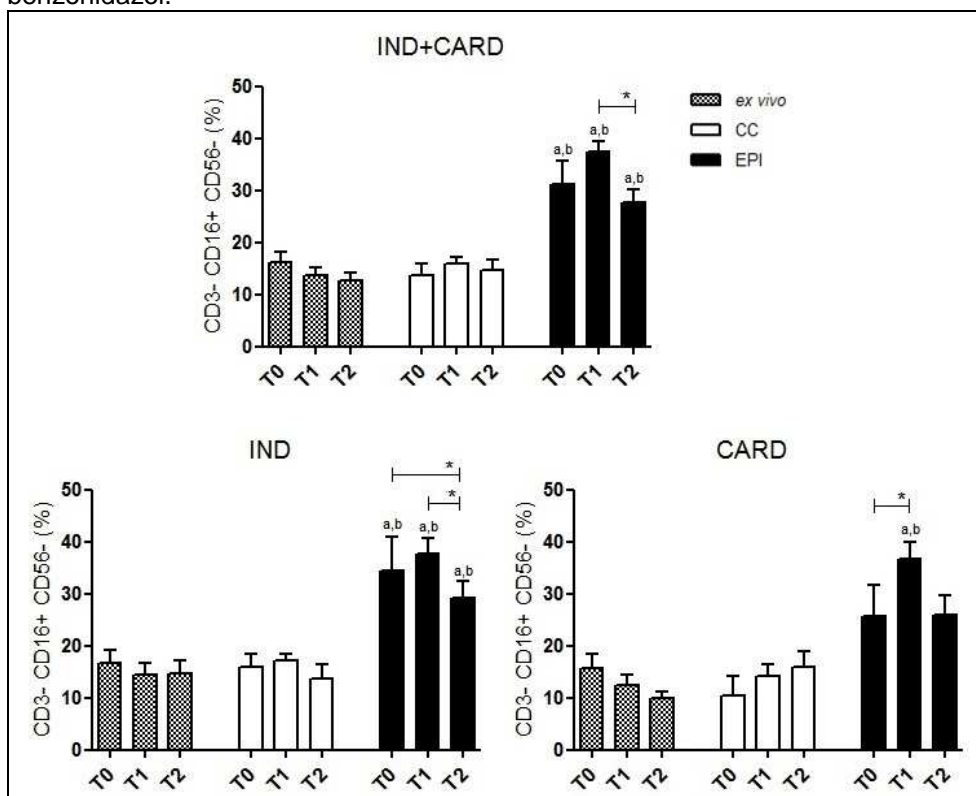 benzonidazol.
IND+CARD
CD3- CD16+ CD56- (%)
50
40
30
20
10
0
a,b
a,b
*
a,b
T0 T1 T2 T0 T1 T2 T0 T1 T2
ex vivo
CC
EPI
IND
CD3- CD16+ CD56- (%)
50
40
30
20
10
0
*
*
a,b a,b
a,b
T0 T1 T2 T0 T1 T2 T0 T1 T2
CARD
CD3- CD16+ CD56- (%)
50
40
30
20
10
0
*
a,b
T0 T1 T2 T0 T1 T2 T0 T1 T2